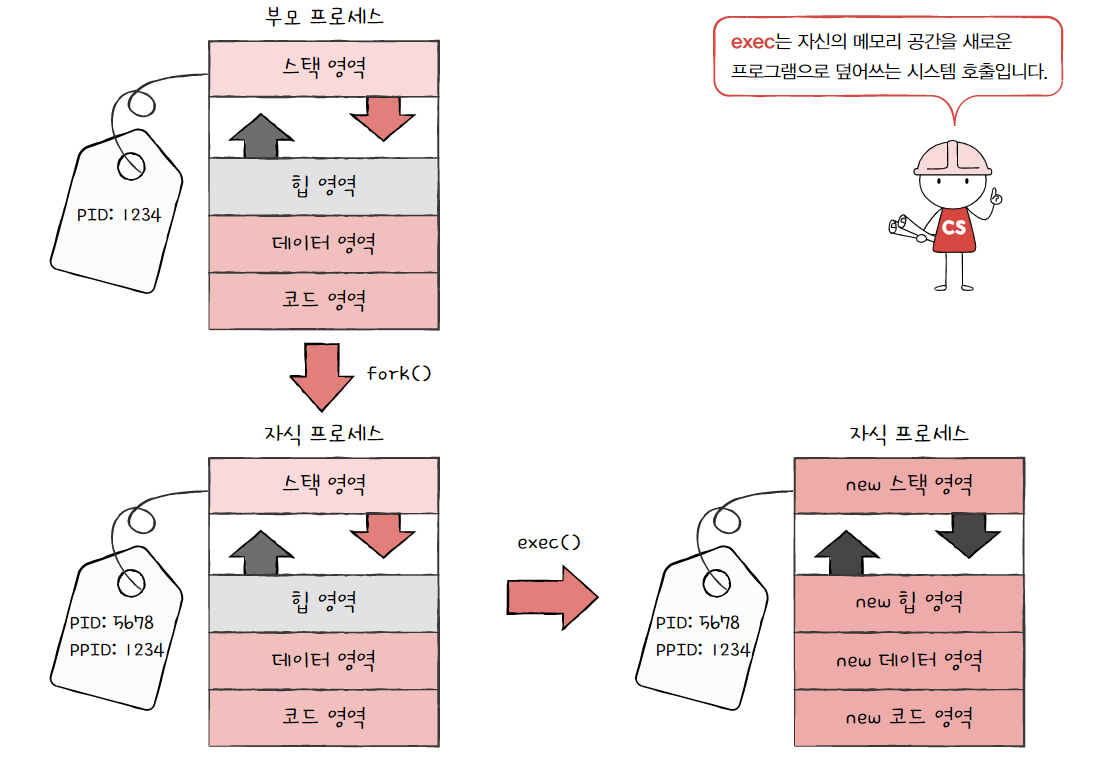 부모 프로세스
exec는 자신의 메모리 공간을 새로운
프로그램으로 덮어쓰는 시스템 호출입니다.
스택 영역
힙 영역
데이터 영역
코드 영역
PID: 1234
CS
fork()
자식 프로세스
스택 영역
힙 영역
데이터 영역
코드 영역
PID: 5678
PPID: 1234
exec()
자식 프로세스
new 스택 영역
new 힙 영역
new 데이터 영역
new 코드 영역
PID: 5678
PPID: 1234